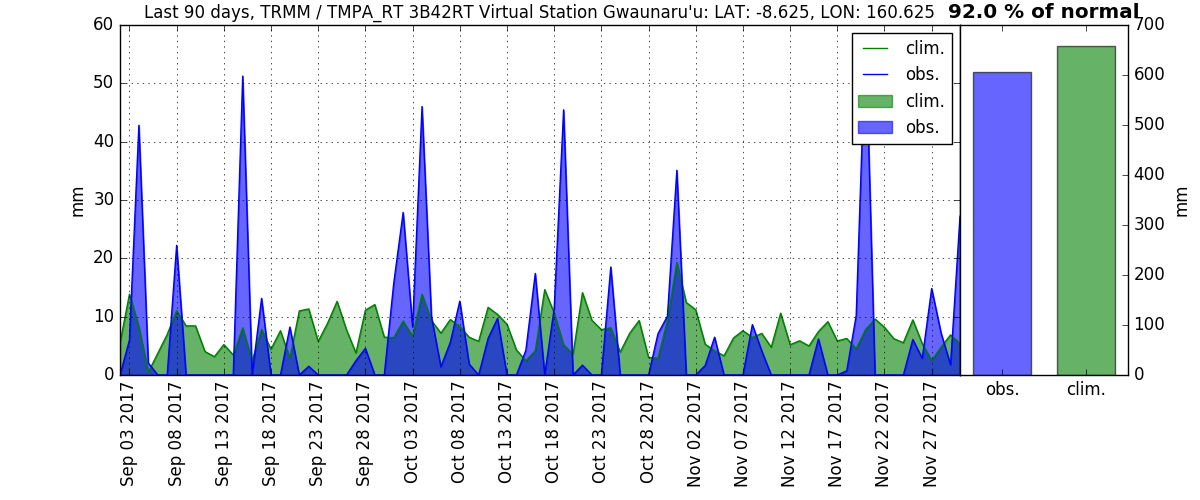 Last 90 days, TRMM / TMPA_RT 3B42RT Virtual Station Gwaunaru'u: LAT: -8.625, LON: 160.625
92.0 % of normal
clim.
obs.
clim.
obs.
60
50
40
30
20
10
0
mm
Sep 03 2017
Sep 08 2017
Sep 13 2017
Sep 18 2017
Sep 23 2017
Sep 28 2017
Oct 03 2017
Oct 08 2017
Oct 13 2017
Oct 18 2017
Oct 23 2017
Oct 28 2017
Nov 02 2017
Nov 07 2017
Nov 12 2017
Nov 17 2017
Nov 22 2017
Nov 27 2017
700
600
500
400
300
200
100
0
mm
obs.
clim.